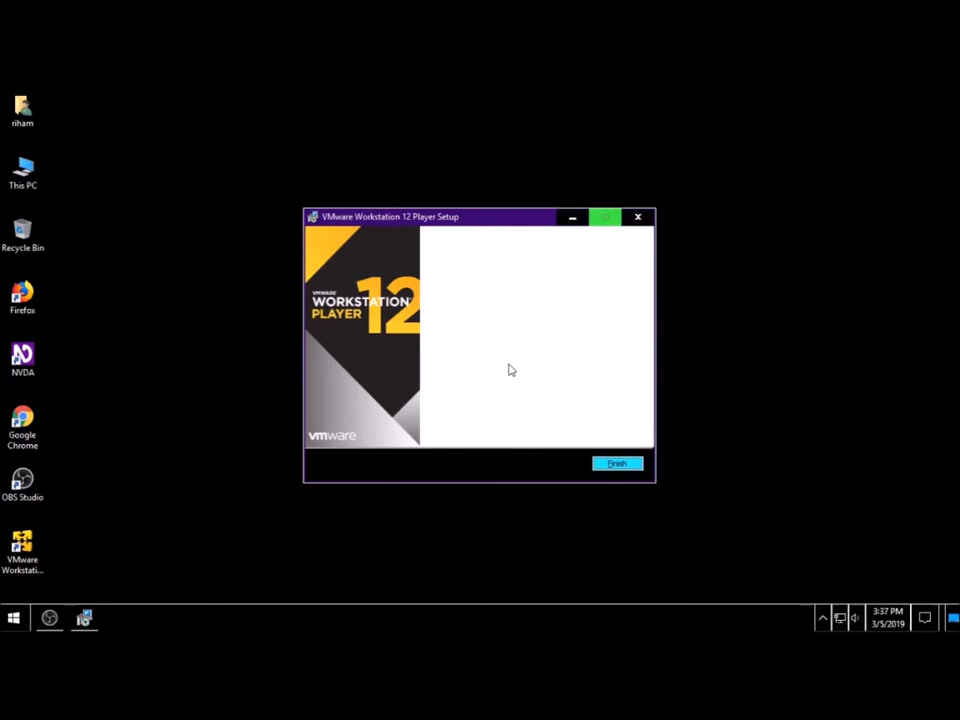 riham
This PC
Recycle Bin
Firefox
NVDA
Google
Chrome
OBS Studio
VMware
Workstati...
VMware Workstation 12 Player Setup
VMWARE
WORKSTATION
PLAYER 12
vmware
Finish
3:37 PM
3/5/2019